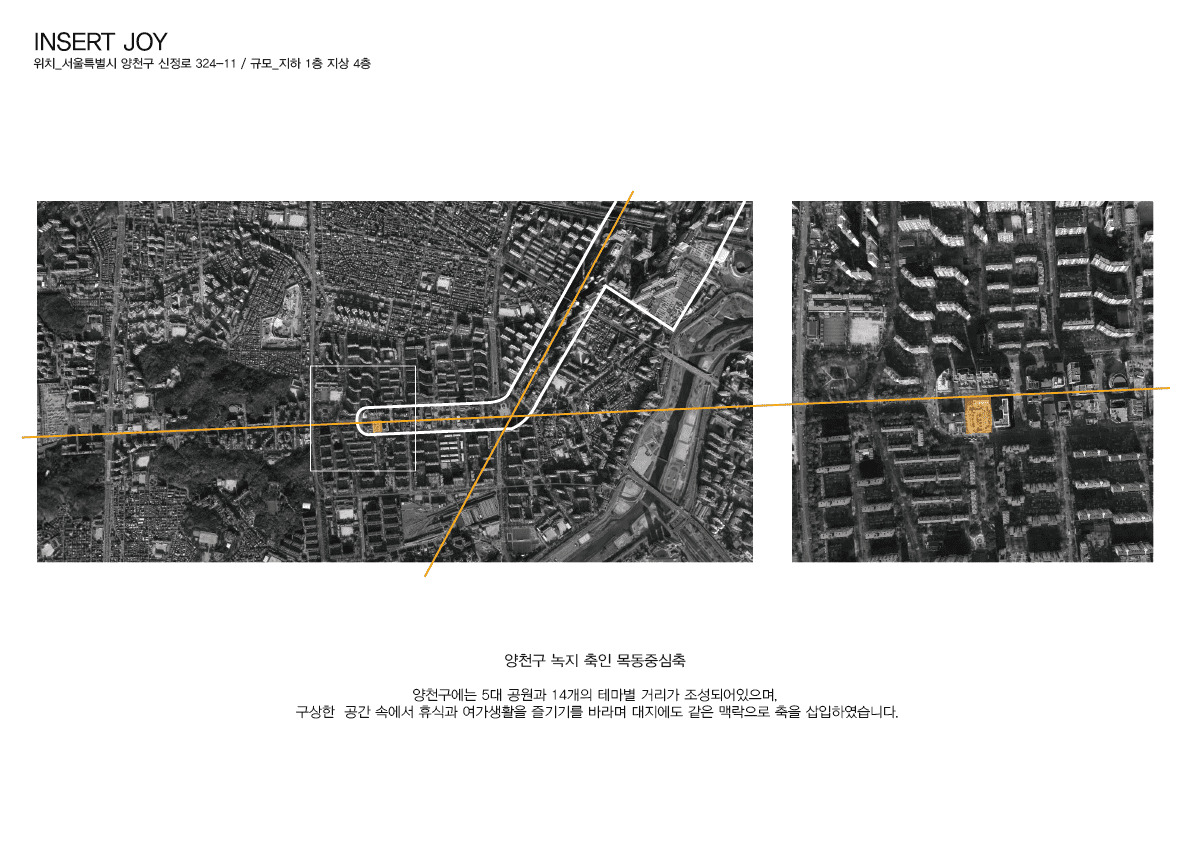 INSERT JOY
위치_서울특별시 양천구 신정로 324-11 / 규모_지하 1층 지상 4층
양천구 녹지 축인 목동중심축
양천구에는 5대 공원과 14개의 테마별 거리가 조성되어있으며,
구상한 공간 속에서 휴식과 여가생활을 즐기기를 바라며 대지에도 같은 맥락으로 축을 삽입하였습니다.